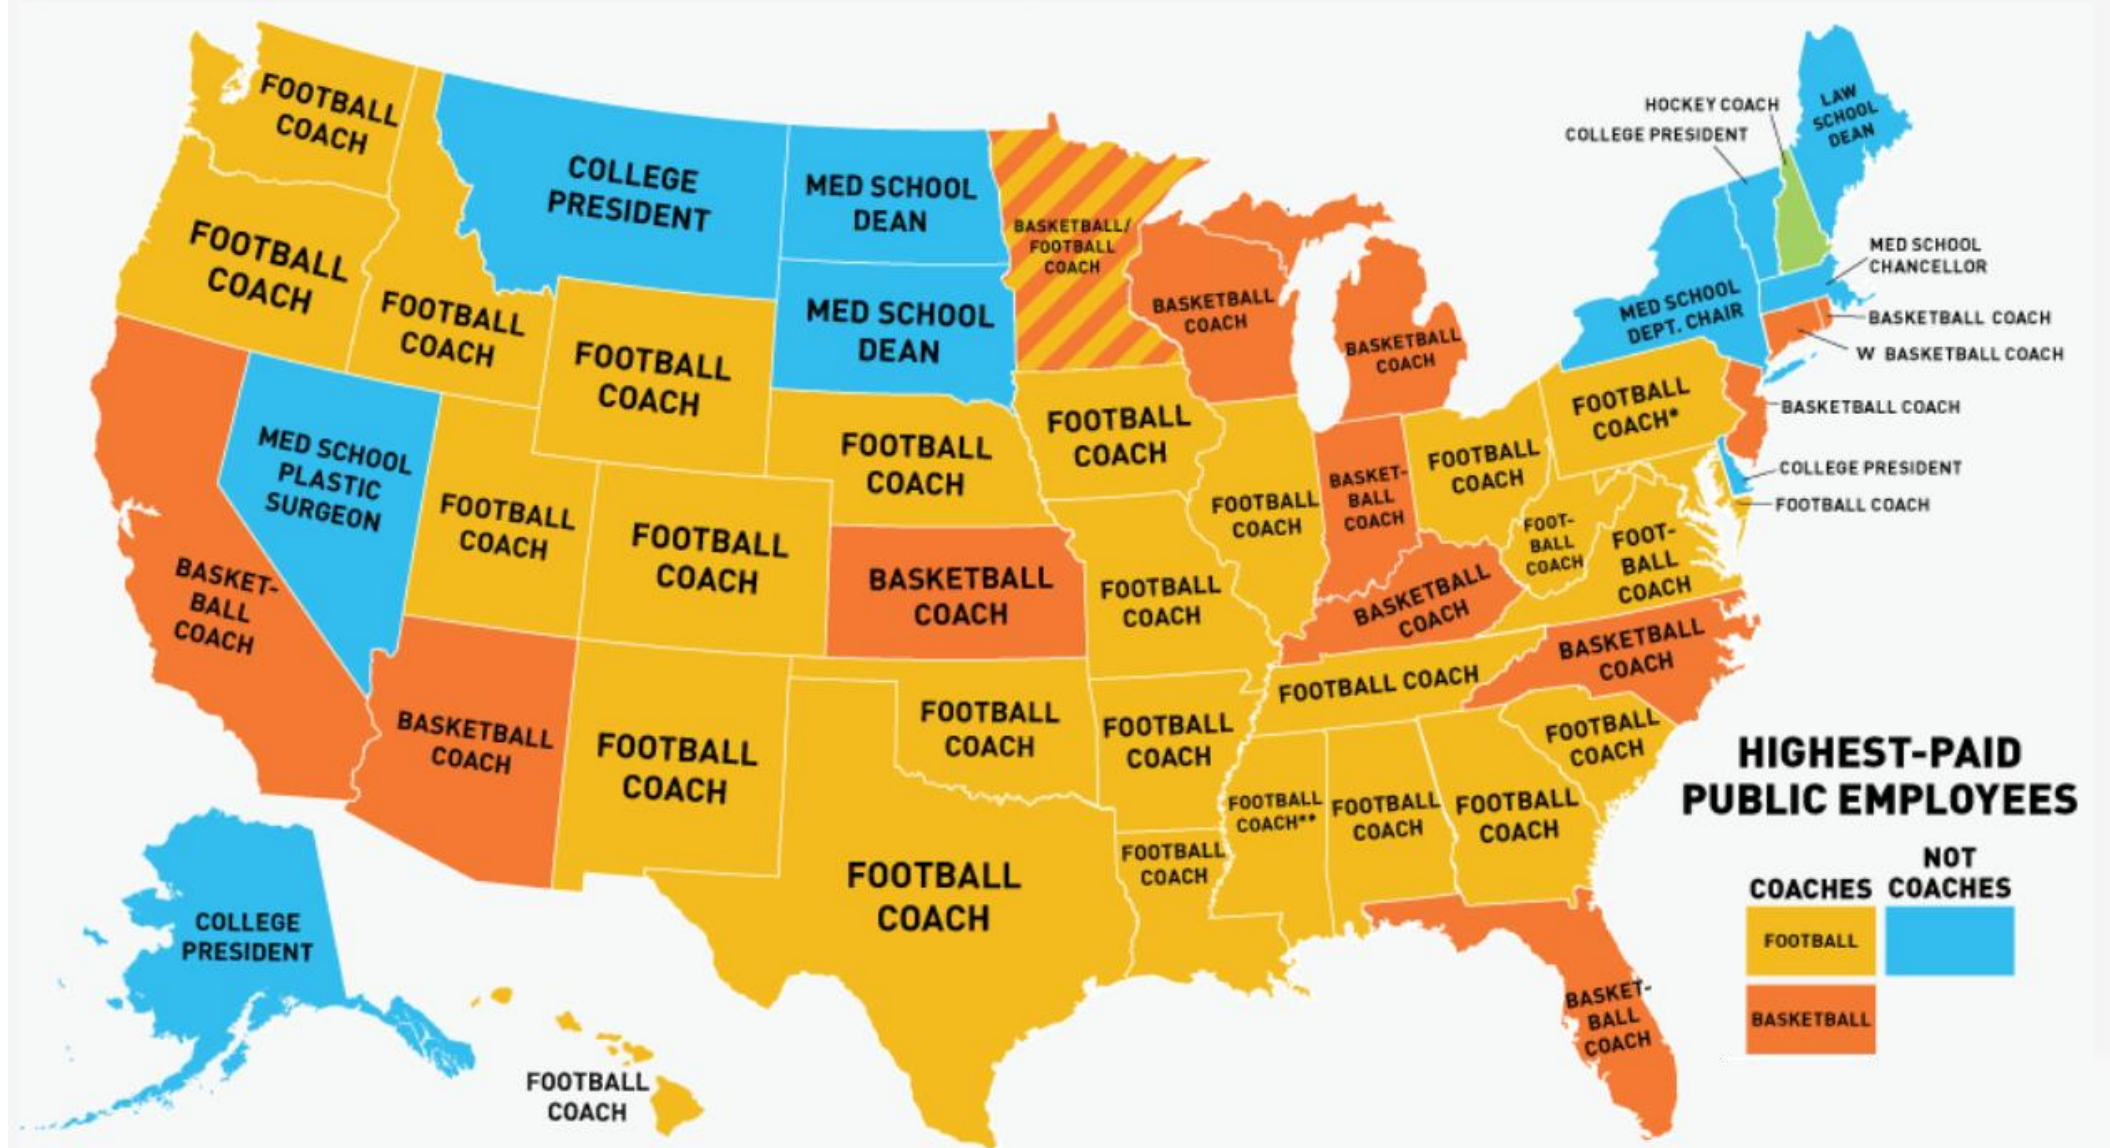 FOOTBALL
COACH
FOOTBALL
COACH
FOOTBALL
COACH
COLLEGE
PRESIDENT
MED SCHOOL
DEAN
MED SCHOOL
DEAN
BASKETBALL/
FOOTBALL
COACH
BASKETBALL
COACH
BASKETBALL
COACH
HOCKEY COACH
COLLEGE PRESIDENT
LAW
SCHOOL
DEAN
MED SCHOOL
CHANCELLOR
MED SCHOOL
DEPT. CHAIR
BASKETBALL COACH
W BASKETBALL COACH
BASKETBALL COACH
COLLEGE PRESIDENT
FOOTBALL COACH
FOOTBALL
COACH*
FOOTBALL
COACH
MED SCHOOL
PLASTIC
SURGEON
FOOTBALL
COACH
FOOTBALL
COACH
FOOTBALL
COACH
FOOTBALL
COACH
FOOTBALL
COACH
BASKET-
BALL
COACH
FOOTBALL
COACH
FOOT-
BALL
COACH
FOOT-
BALL
COACH
BASKET-
BALL
COACH
FOOTBALL
COACH
BASKETBALL
COACH
FOOTBALL
COACH
BASKETBALL
COACH
BASKETBALL
COACH
FOOTBALL COACH
BASKETBALL
COACH
FOOTBALL
COACH
FOOTBALL
COACH
FOOTBALL
COACH
FOOTBALL
COACH
FOOTBALL
COACH**
FOOTBALL
COACH
FOOTBALL
COACH
FOOTBALL
COACH
FOOTBALL
COACH
BASKET-
BALL
COACH
COLLEGE
PRESIDENT
FOOTBALL
COACH
HIGHEST-PAID
PUBLIC EMPLOYEES
COACHES
NOT
COACHES
FOOTBALL
BASKETBALL